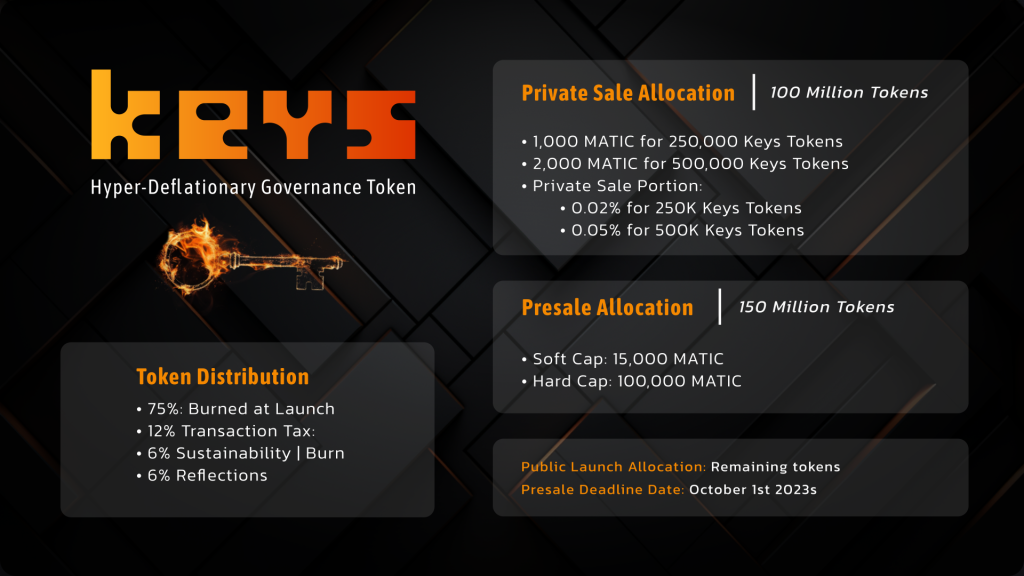 keys
Hyper-Deflationary Governance Token
Token Distribution
• 75%: Burned at Launch
• 12% Transaction Tax:
• 6% Sustainability | Burn
• 6% Reflections
Private Sale Allocation | 100 Million Tokens
• 1,000 MATIC for 250,000 Keys Tokens
• 2,000 MATIC for 500,000 Keys Tokens
• Private Sale Portion:
• 0.02% for 250K Keys Tokens
• 0.05% for 500K Keys Tokens
Presale Allocation | 150 Million Tokens
• Soft Cap: 15,000 MATIC
• Hard Cap: 100,000 MATIC
Public Launch Allocation: Remaining tokens
Presale Deadline Date: October 1st 2023s